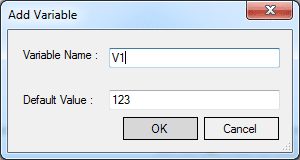 Add Variable
Variable Name : V1
Default Value : 123
OK Cancel